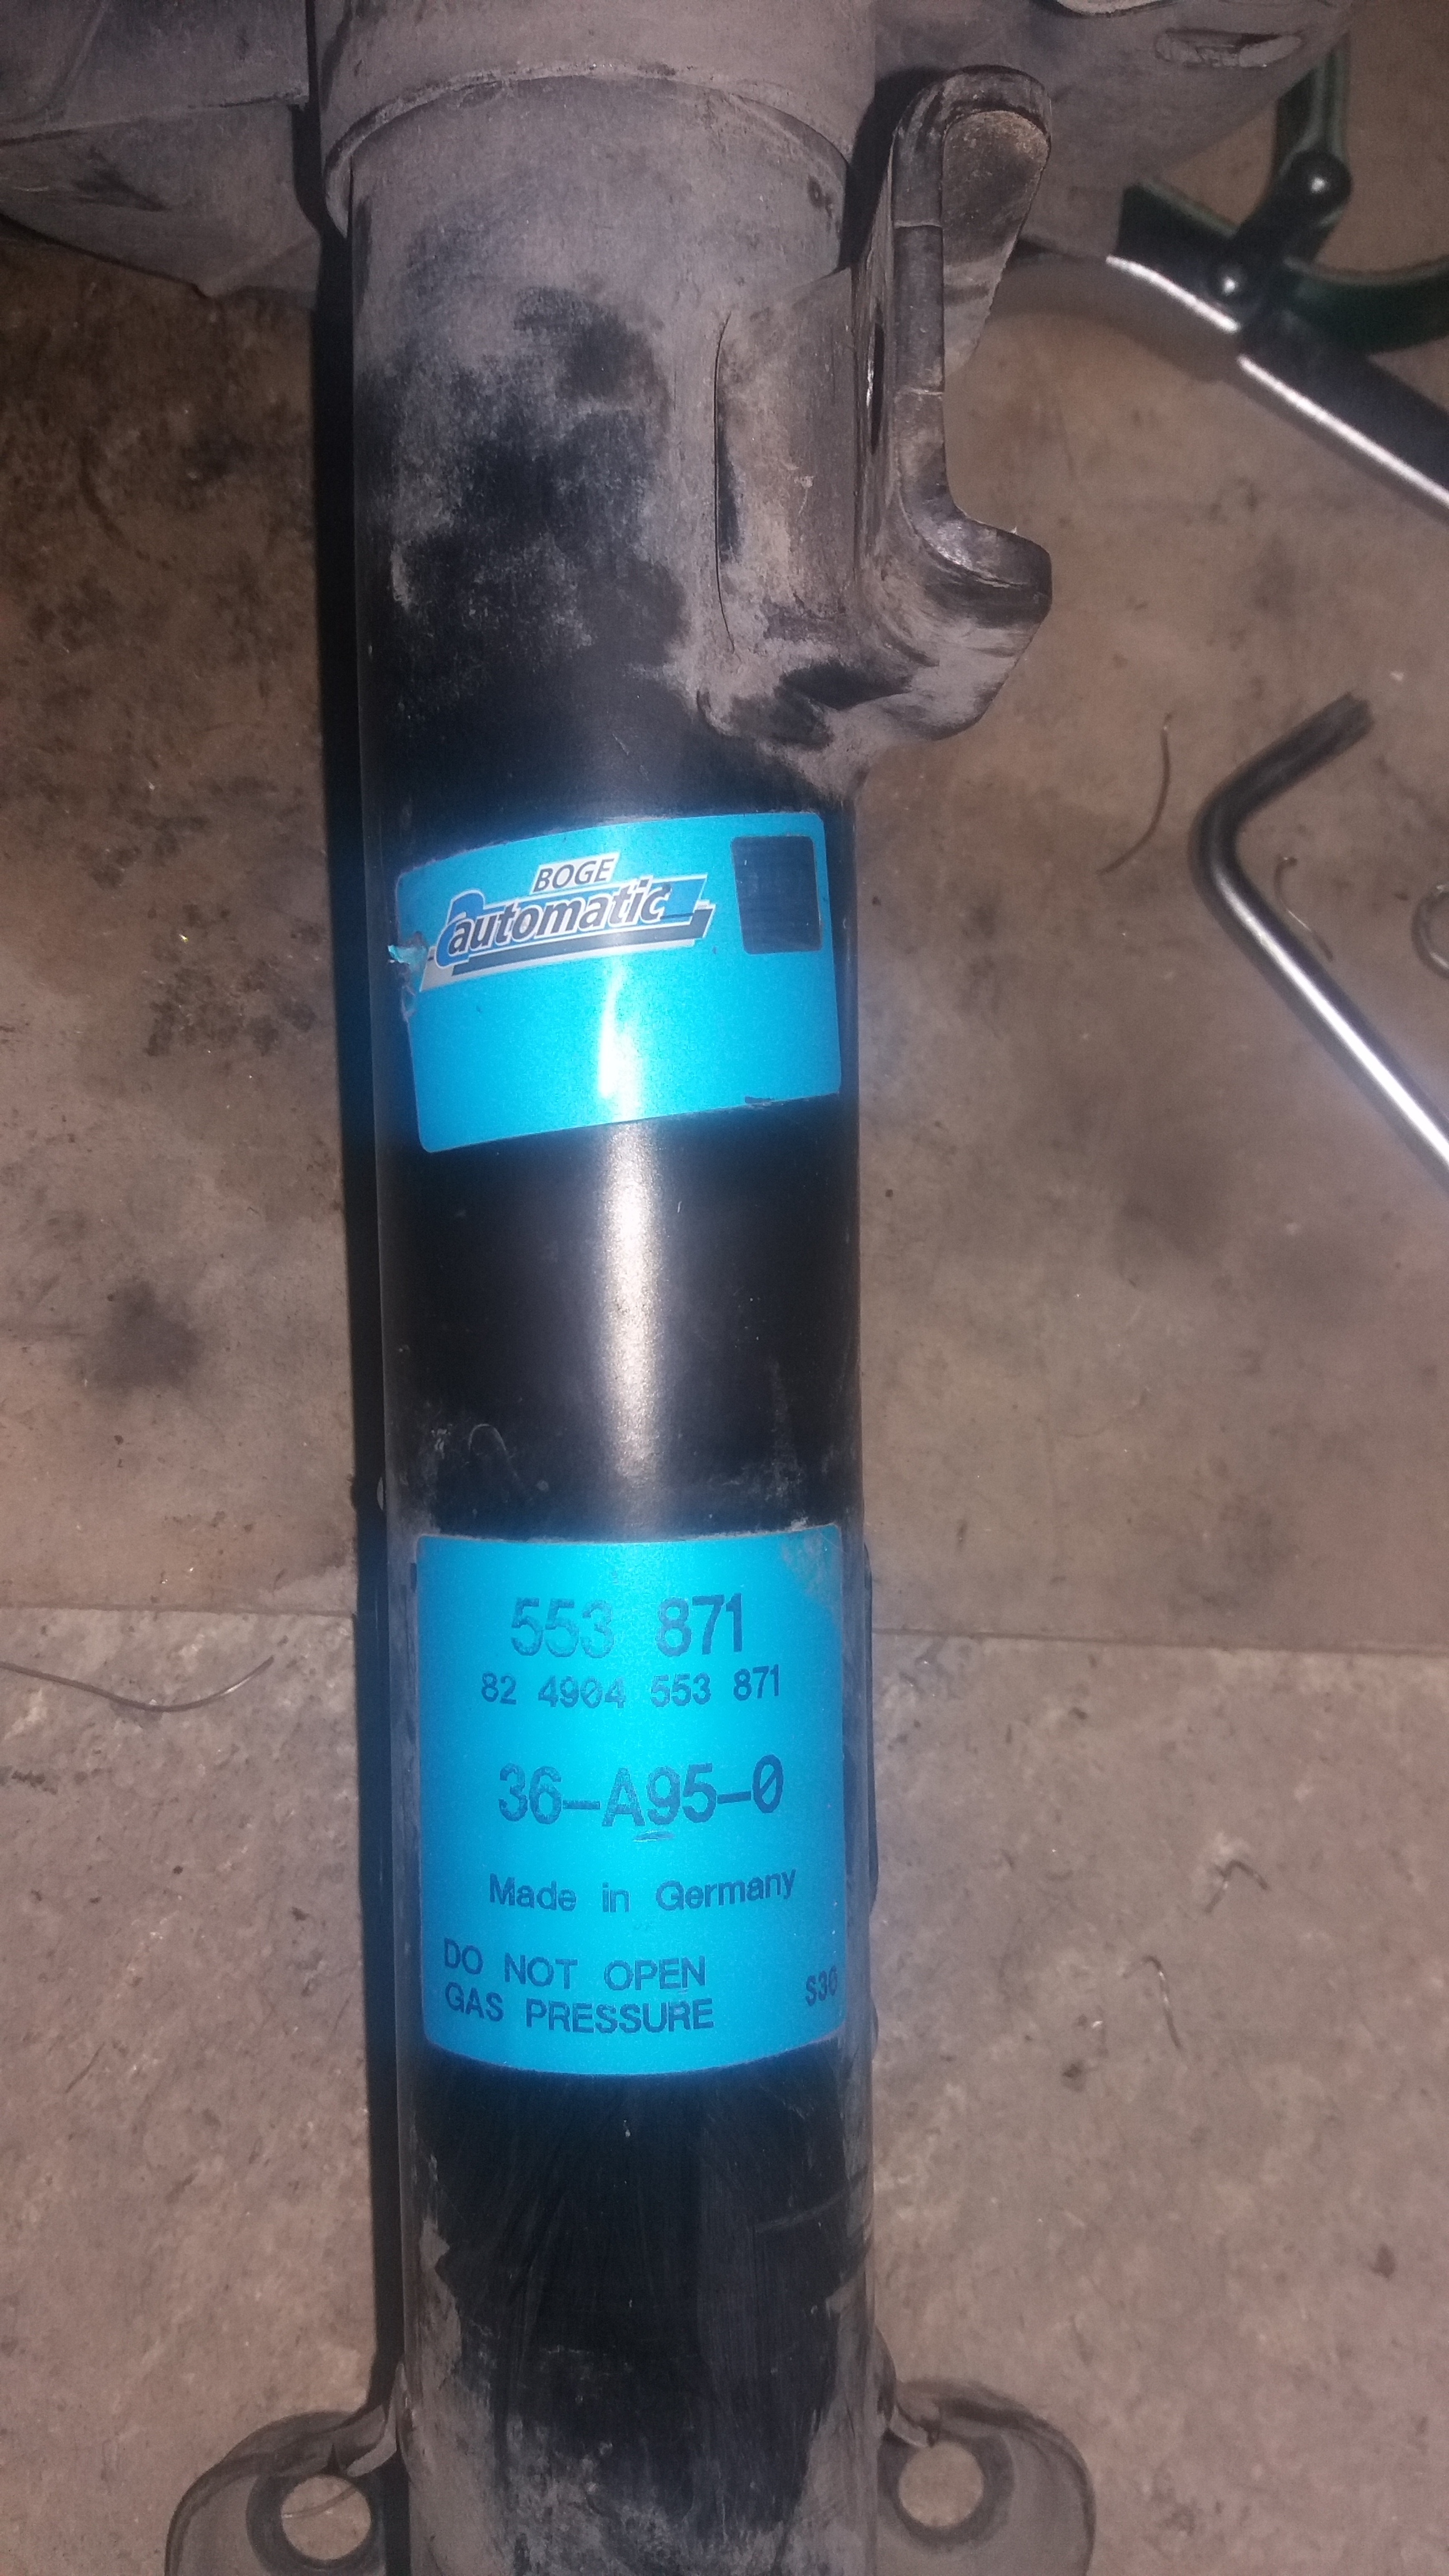 BOGE
automatic
553 871
82 4904 553 871
36-A95-0
Made in Germany
DO NOT OPEN
GAS PRESSURE
S30